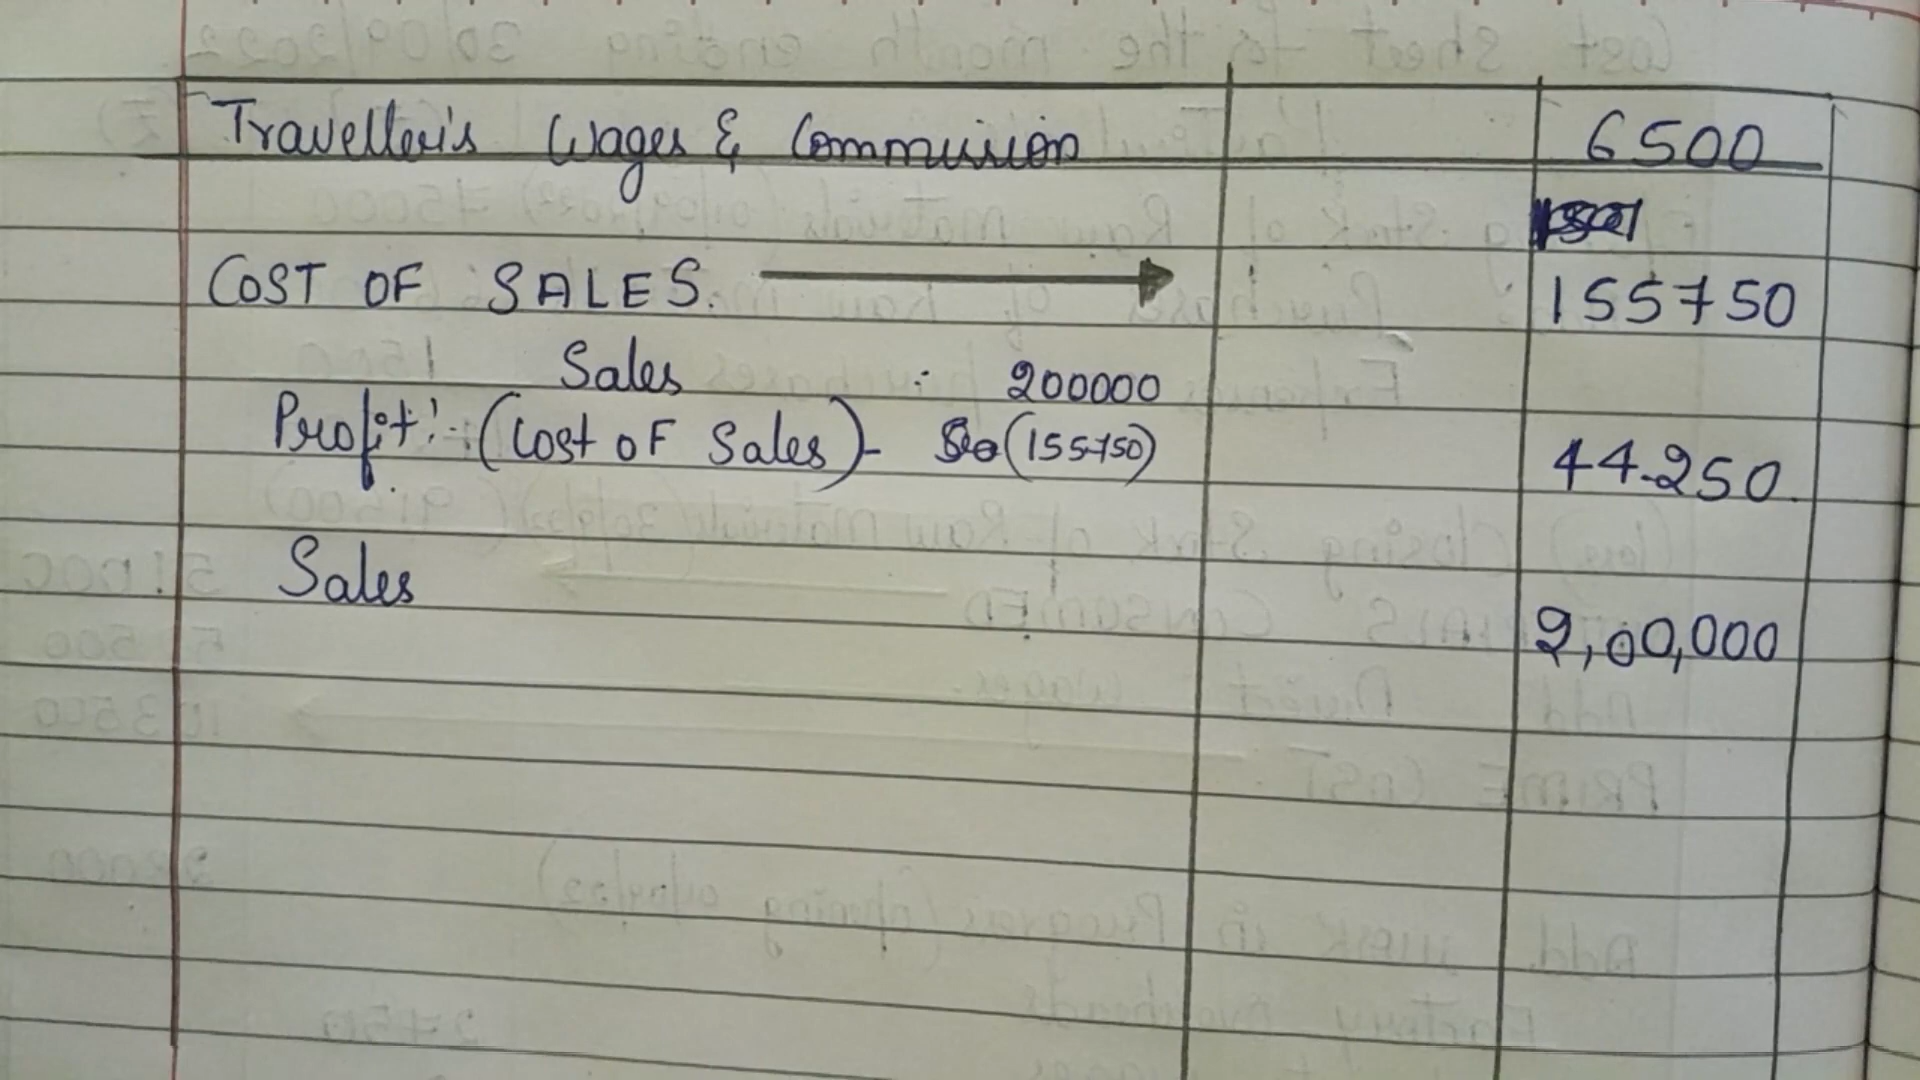 Traveller's Wages & Commission 6500
COST OF SALES. 155750
Sales :- 200000
Profit:- (Cost OF Sales) - (155750) 44250.
Sales 2,00,000